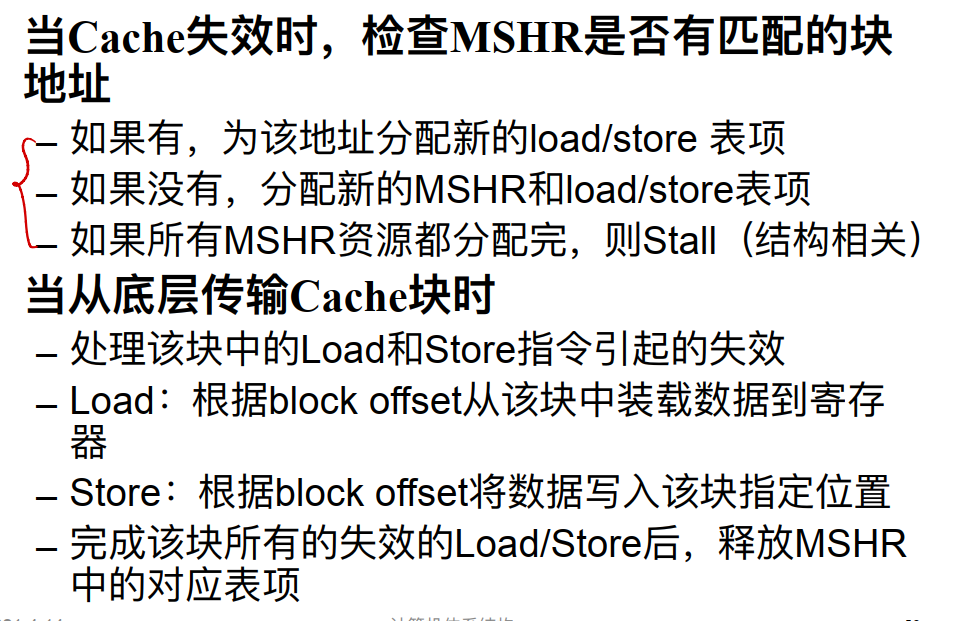 当Cache失效时，检查MSHR是否有匹配的块
地址
– 如果有，为该地址分配新的load/store 表项
– 如果没有，分配新的MSHR和load/store表项
– 如果所有MSHR资源都分配完，则Stall（结构相关）
当从底层传输Cache块时
– 处理该块中的Load和Store指令引起的失效
– Load：根据block offset从该块中装载数据到寄存
器
– Store：根据block offset将数据写入该块指定位置
– 完成该块所有的失效的Load/Store后，释放MSHR
中的对应表项